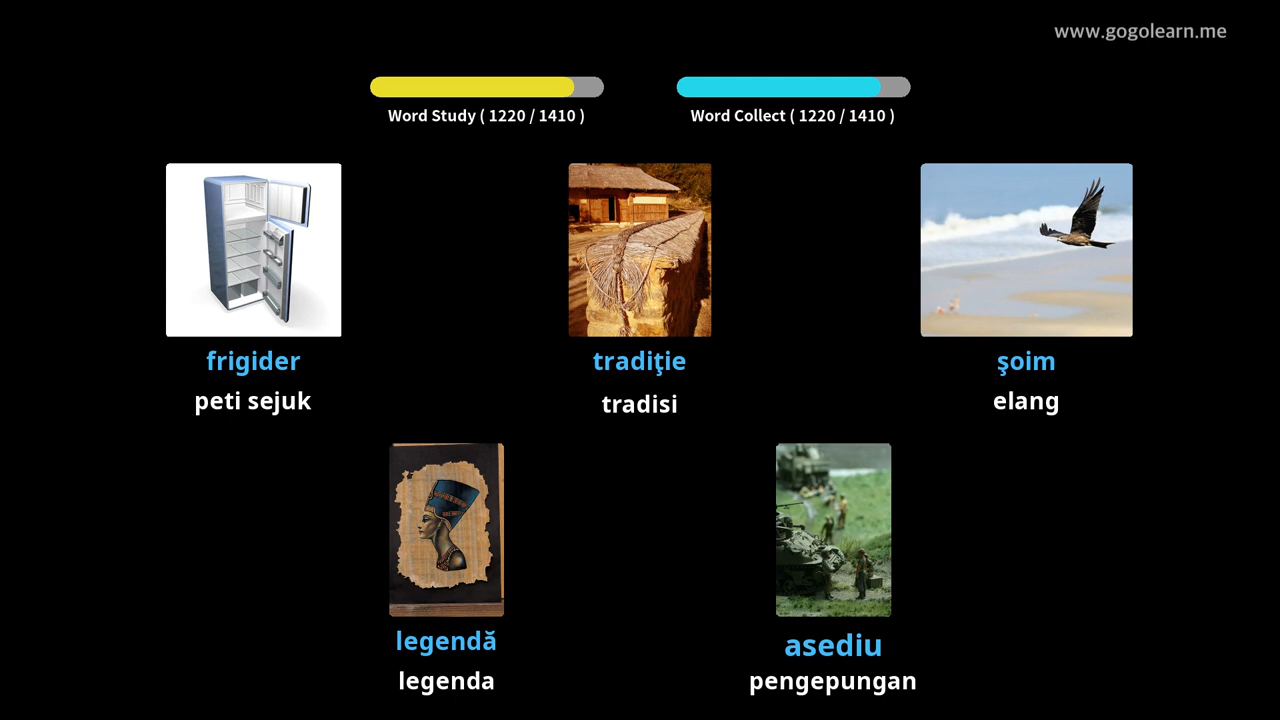 www.gogolearn.me
Word Study ( 1220 / 1410 )
Word Collect ( 1220 / 1410 )
frigider
tradiţie
şoim
peti sejuk
tradisi
elang
legendă
asediu
legenda
pengepungan